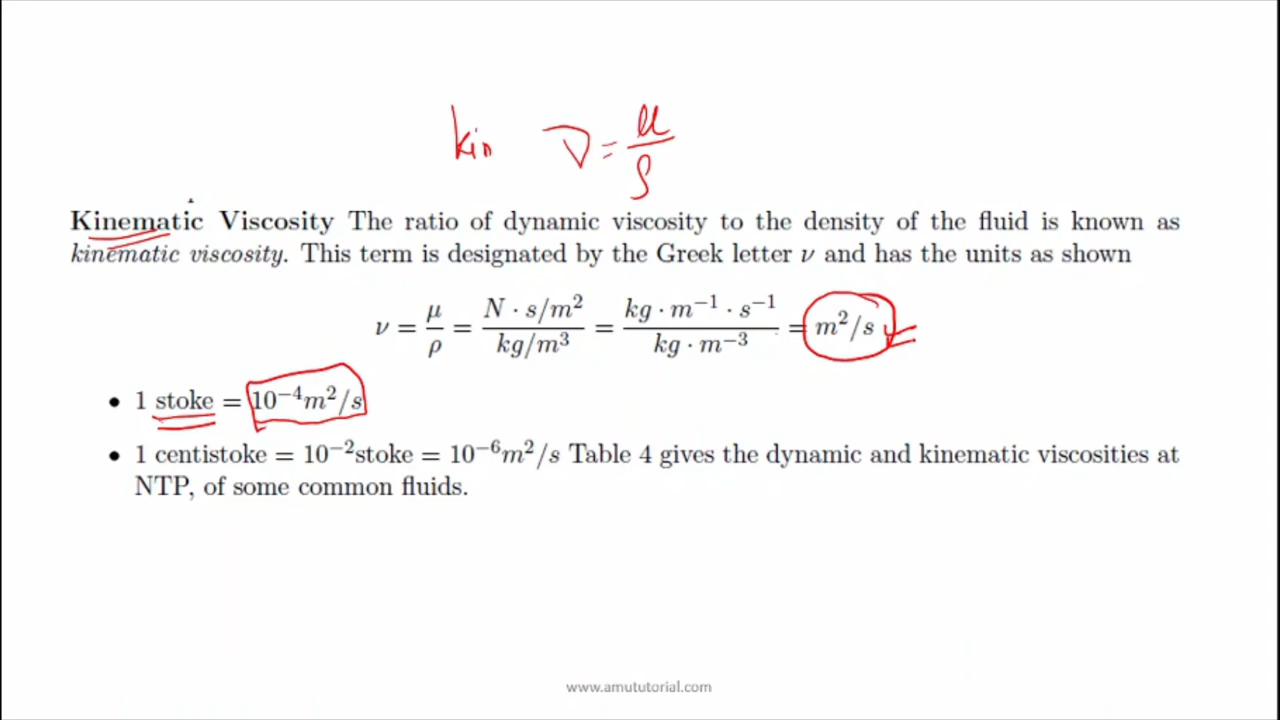 kin ν = μ/ρ
Kinematic Viscosity The ratio of dynamic viscosity to the density of the fluid is known as
kinematic viscosity. This term is designated by the Greek letter ν and has the units as shown
ν = μ/ρ = N · s/m² / kg/m³ = kg · m⁻¹ · s⁻¹ / kg · m⁻³ = m²/s
• 1 stoke = 10⁻⁴m²/s
• 1 centistoke = 10⁻²stoke = 10⁻⁶m²/s Table 4 gives the dynamic and kinematic viscosities at
NTP, of some common fluids.
www.amututorial.com